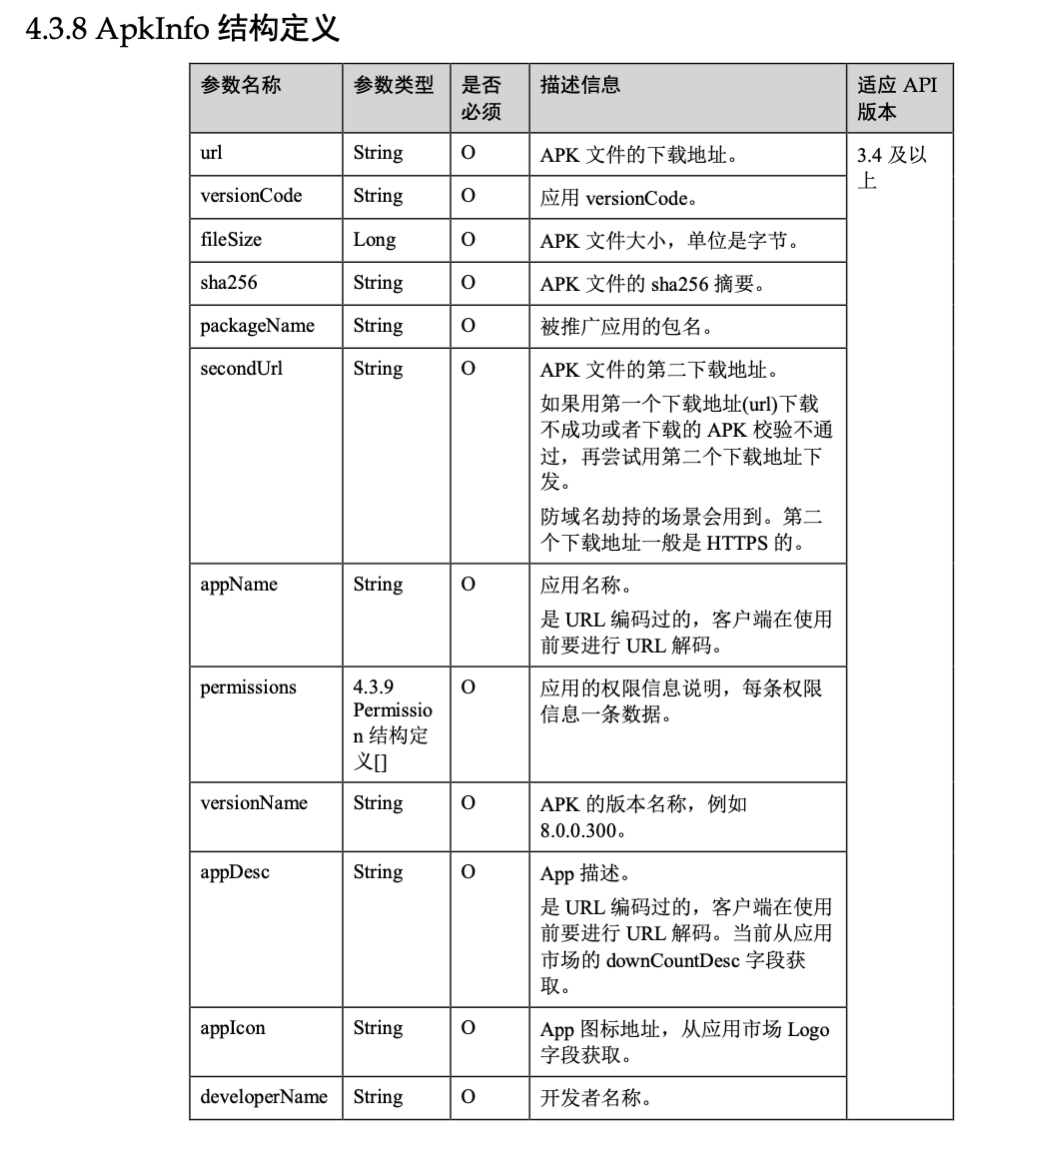 4.3.8 ApkInfo 结构定义
参数名称 参数类型 是否必须 描述信息 适应 API 版本
url String O APK 文件的下载地址。 3.4 及以上
versionCode String O 应用 versionCode。
fileSize Long O APK 文件大小，单位是字节。
sha256 String O APK 文件的 sha256 摘要。
packageName String O 被推广应用的包名。
secondUrl String O APK 文件的第二下载地址。
如果用第一个下载地址(url)下载
不成功或者下载的 APK 校验不通
过，再尝试用第二个下载地址下
发。
防域名劫持的场景会用到。第二
个下载地址一般是 HTTPS 的。
appName String O 应用名称。
是 URL 编码过的，客户端在使用
前要进行 URL 解码。
permissions 4.3.9 Permission 结构定义[] O 应用的权限信息说明，每条权限
信息一条数据。
versionName String O APK 的版本名称，例如
8.0.0.300。
appDesc String O App 描述。
是 URL 编码过的，客户端在使用
前要进行 URL 解码。当前从应用
市场的 downCountDesc 字段获
取。
appIcon String O App 图标地址，从应用市场 Logo
字段获取。
developerName String O 开发者名称。